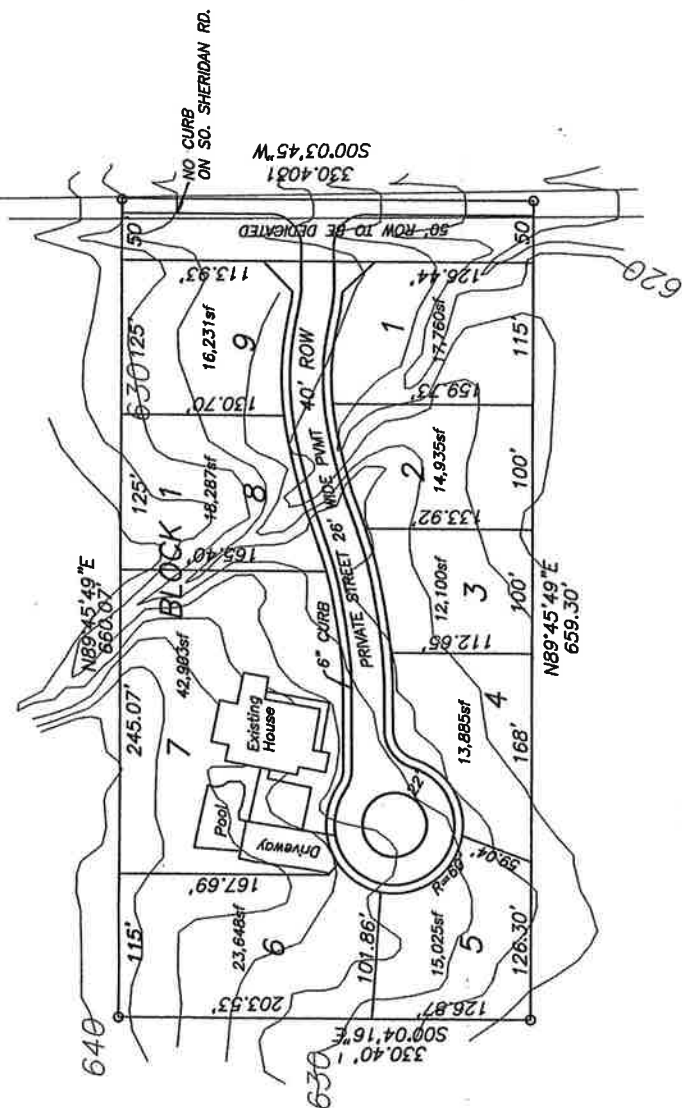 NO CURB
ON SO. SHERIDAN RD.
N89°45'49"E
660.07'
640
115'
245.07'
125'
630
125'
50
BLOCK 1
50' ROW TO BE DEDICATED
330.4031
S00°03'45"W
203.53'
6
23,648sf
167.69'
7
42,983sf
Pool
Driveway
Existing
House
165.40'
8
18,287sf
130.70'
9
16,231sf
113.93'
PRIVATE STREET 26' WIDE PVMT
40' ROW
6" CURB
22'
101.86'
330.40'
S00°04'16"E
126.87'
630
5
15,025sf
59.04'
4
13,885sf
112.65'
3
12,100sf
133.92'
2
14,935sf
159.73'
1
17,760sf
126.44'
620
126.30'
168'
100'
100'
115'
50
N89°45'49"E
659.30'